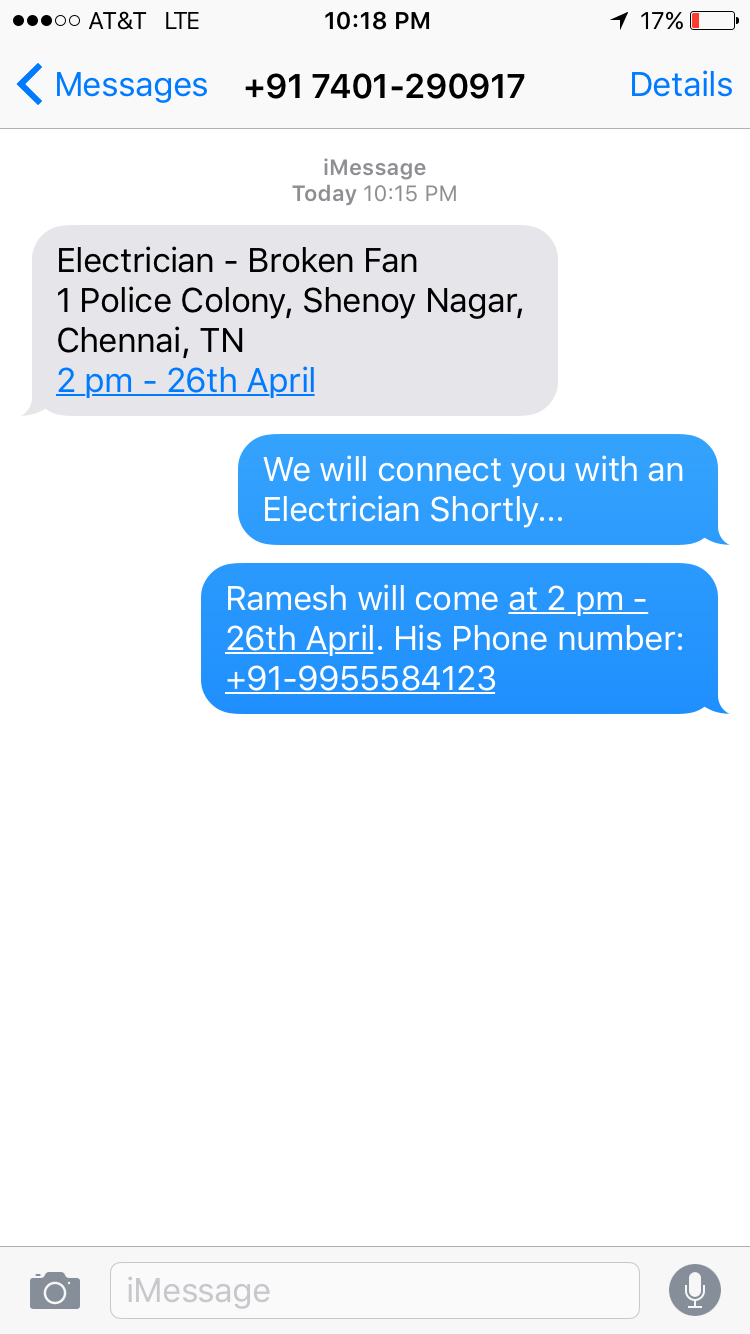 AT&T LTE 10:18 PM 17%
Messages +91 7401-290917 Details
iMessage
Today 10:15 PM
Electrician - Broken Fan
1 Police Colony, Shenoy Nagar,
Chennai, TN
2 pm - 26th April
We will connect you with an
Electrician Shortly...
Ramesh will come at 2 pm -
26th April. His Phone number:
+91-9955584123
iMessage